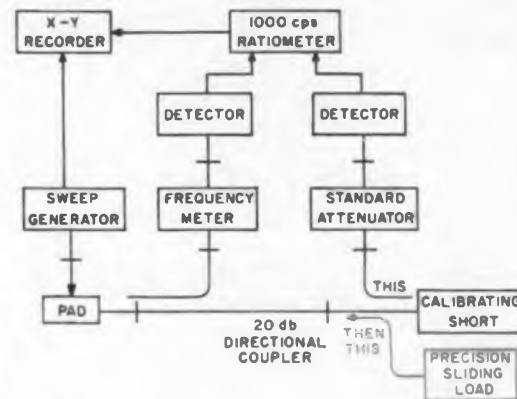 X-Y
RECORDER
1000 cps
RATIOMETER
DETECTOR
DETECTOR
SWEEP
GENERATOR
FREQUENCY
METER
STANDARD
ATTENUATOR
THIS
PAD
CALIBRATING
SHORT
20 db
DIRECTIONAL
COUPLER
THEN
THIS
PRECISION
SLIDING
LOAD